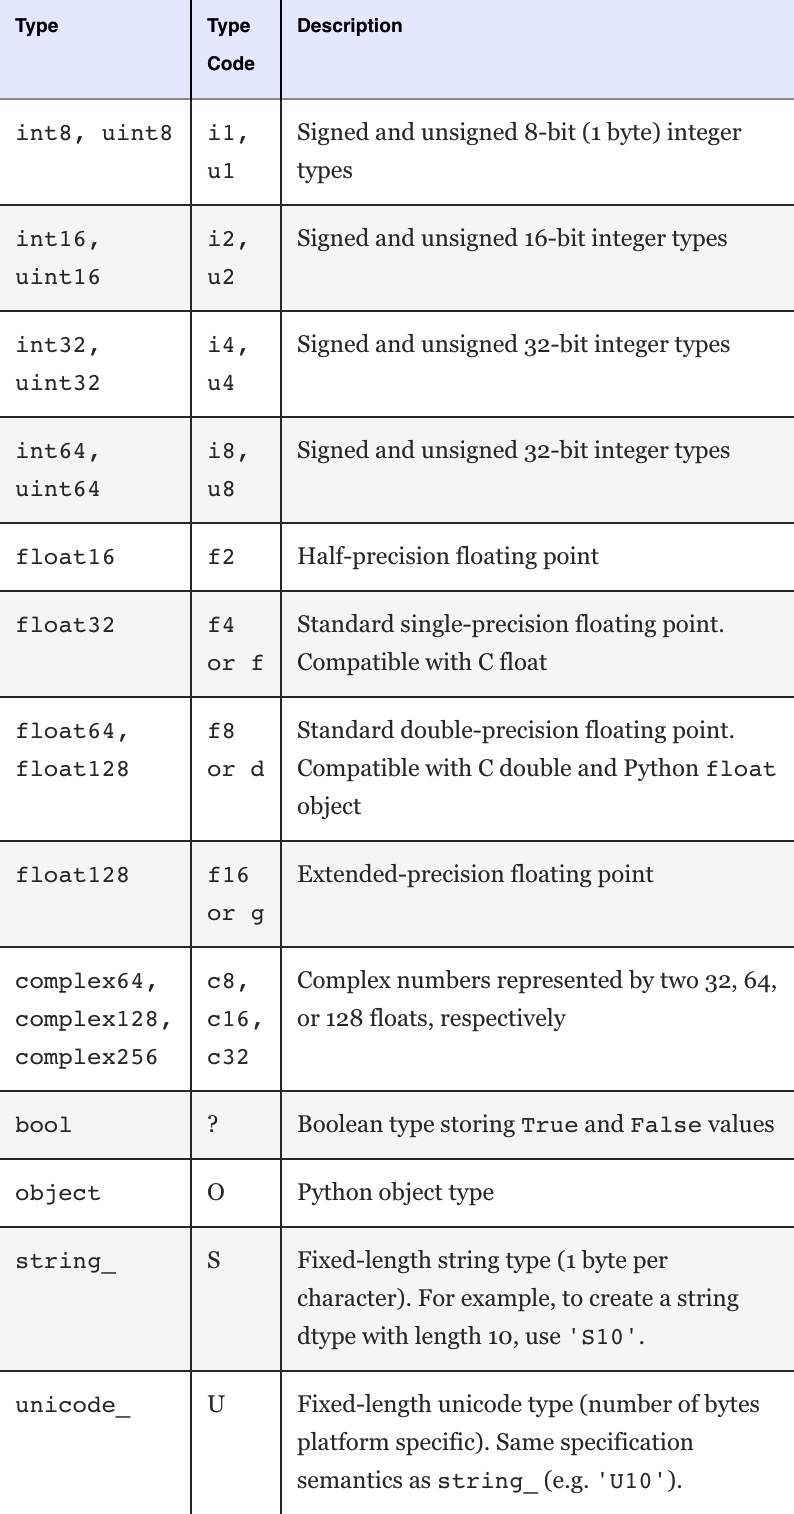 Type
Type
Code
Description
int8, uint8
i1,
u1
Signed and unsigned 8-bit (1 byte) integer
types
int16,
uint16
i2,
u2
Signed and unsigned 16-bit integer types
int32,
uint32
i4,
u4
Signed and unsigned 32-bit integer types
int64,
uint64
i8,
u8
Signed and unsigned 32-bit integer types
float16
f2
Half-precision floating point
float32
f4
or f
Standard single-precision floating point.
Compatible with C float
float64,
float128
f8
or d
Standard double-precision floating point.
Compatible with C double and Python float
object
float128
f16
or g
Extended-precision floating point
complex64,
complex128,
complex256
c8,
c16,
c32
Complex numbers represented by two 32, 64,
or 128 floats, respectively
bool
?
Boolean type storing True and False values
object
O
Python object type
string_
S
Fixed-length string type (1 byte per
character). For example, to create a string
dtype with length 10, use 'S10'.
unicode_
U
Fixed-length unicode type (number of bytes
platform specific). Same specification
semantics as string_ (e.g. 'U10').